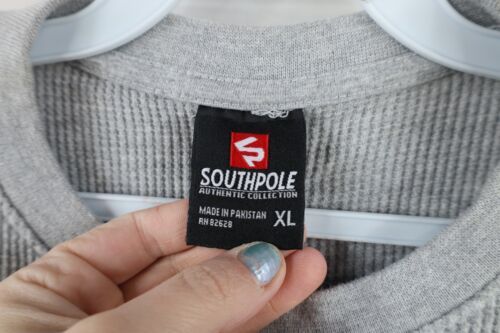 SOUTHPOLE
AUTHENTIC COLLECTION
MADE IN PAKISTAN XL
RN 82628